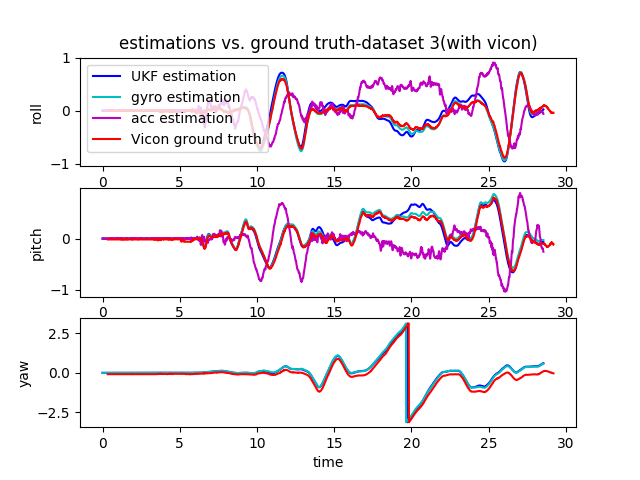 estimations vs. ground truth-dataset 3(with vicon)
1
0
−1
roll
UKF estimation
gyro estimation
acc estimation
Vicon ground truth
0 5 10 15 20 25 30
0
−1
pitch
0 5 10 15 20 25 30
2.5
0.0
−2.5
yaw
0 5 10 15 20 25 30
time